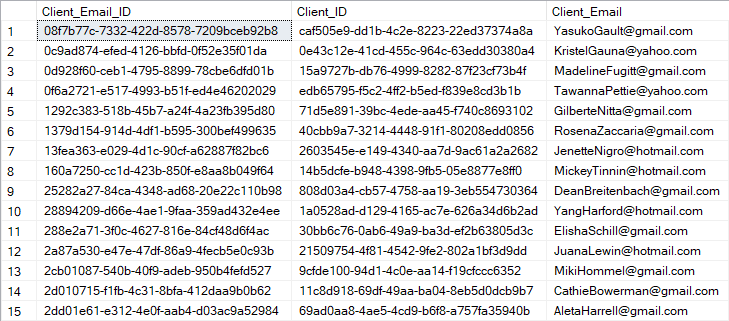 Client_Email_ID Client_ID Client_Email
1 08f7b77c-7332-422d-8578-7209bceb92b8 caf505e9-dd1b-4c2e-8223-22ed37374a8a YasukoGault@gmail.com
2 0c9ad874-efed-4126-bbfd-0f52e35f01da 0e43c12e-41cd-455c-964c-63edd30380a4 KristelGauna@yahoo.com
3 0d928f60-ceb1-4795-8899-78cbe6dfd01b 15a9727b-db76-4999-8282-87f23cf73b4f MadelineFugitt@gmail.com
4 0f6a2721-e517-4993-b51f-ed4e46202029 edb65795-f5c2-4ff2-b5ed-f839e8cd3b1b TawannaPettie@yahoo.com
5 1292c383-518b-45b7-a24f-4a23fb395d80 71d5e891-39bc-4ede-aa45-f740c8693102 GilberteNitta@gmail.com
6 1379d154-914d-4df1-b595-300bef499635 40cbb9a7-3214-4448-91f1-80208edd0856 RosenaZaccaria@gmail.com
7 13fea363-e029-4d1c-90cf-a62887f82bc6 2603545e-e149-4340-aa7d-9ac61a2a2682 JenetteNigro@hotmail.com
8 160a7250-cc1d-423b-850f-e8aa8b049f64 14b5dcfe-b948-4398-9fb5-05e8877e8ff0 MickeyTinnin@hotmail.com
9 25282a27-84ca-4348-ad68-20e22c110b98 808d03a4-cb57-4758-aa19-3eb554730364 DeanBreitenbach@gmail.com
10 28894209-d66e-4ae1-9faa-359ad432e4ee 1a0528ad-d129-4165-ac7e-626a34d6b2ad YangHarford@hotmail.com
11 288e2a71-3f0c-4627-816e-84cf48d6f4ac 30bb6c76-0ab6-49a9-ba3d-ef2b63805d3c ElishaSchill@gmail.com
12 2a87d530-e47e-47df-86a9-4fecb5e0c93b 21509754-4f81-4542-9fe2-802a1bf3d9dd JuanaLewin@hotmail.com
13 2cb01087-540b-40f9-adeb-950b4fefd527 9cfde100-94d1-4c0e-aa14-f19cfccc6352 MikiHommel@gmail.com
14 2d010715-f1fb-4c31-8bfa-412daa9b0b62 11c8d918-69df-49aa-ba04-8eb5d0dcb9b7 CathieBowerman@gmail.com
15 2dd01e61-e312-4e0f-aab4-d03ac9a52984 69ad0aa8-4ae5-4cd9-b6f8-a757fa35940b AletaHarrell@gmail.com